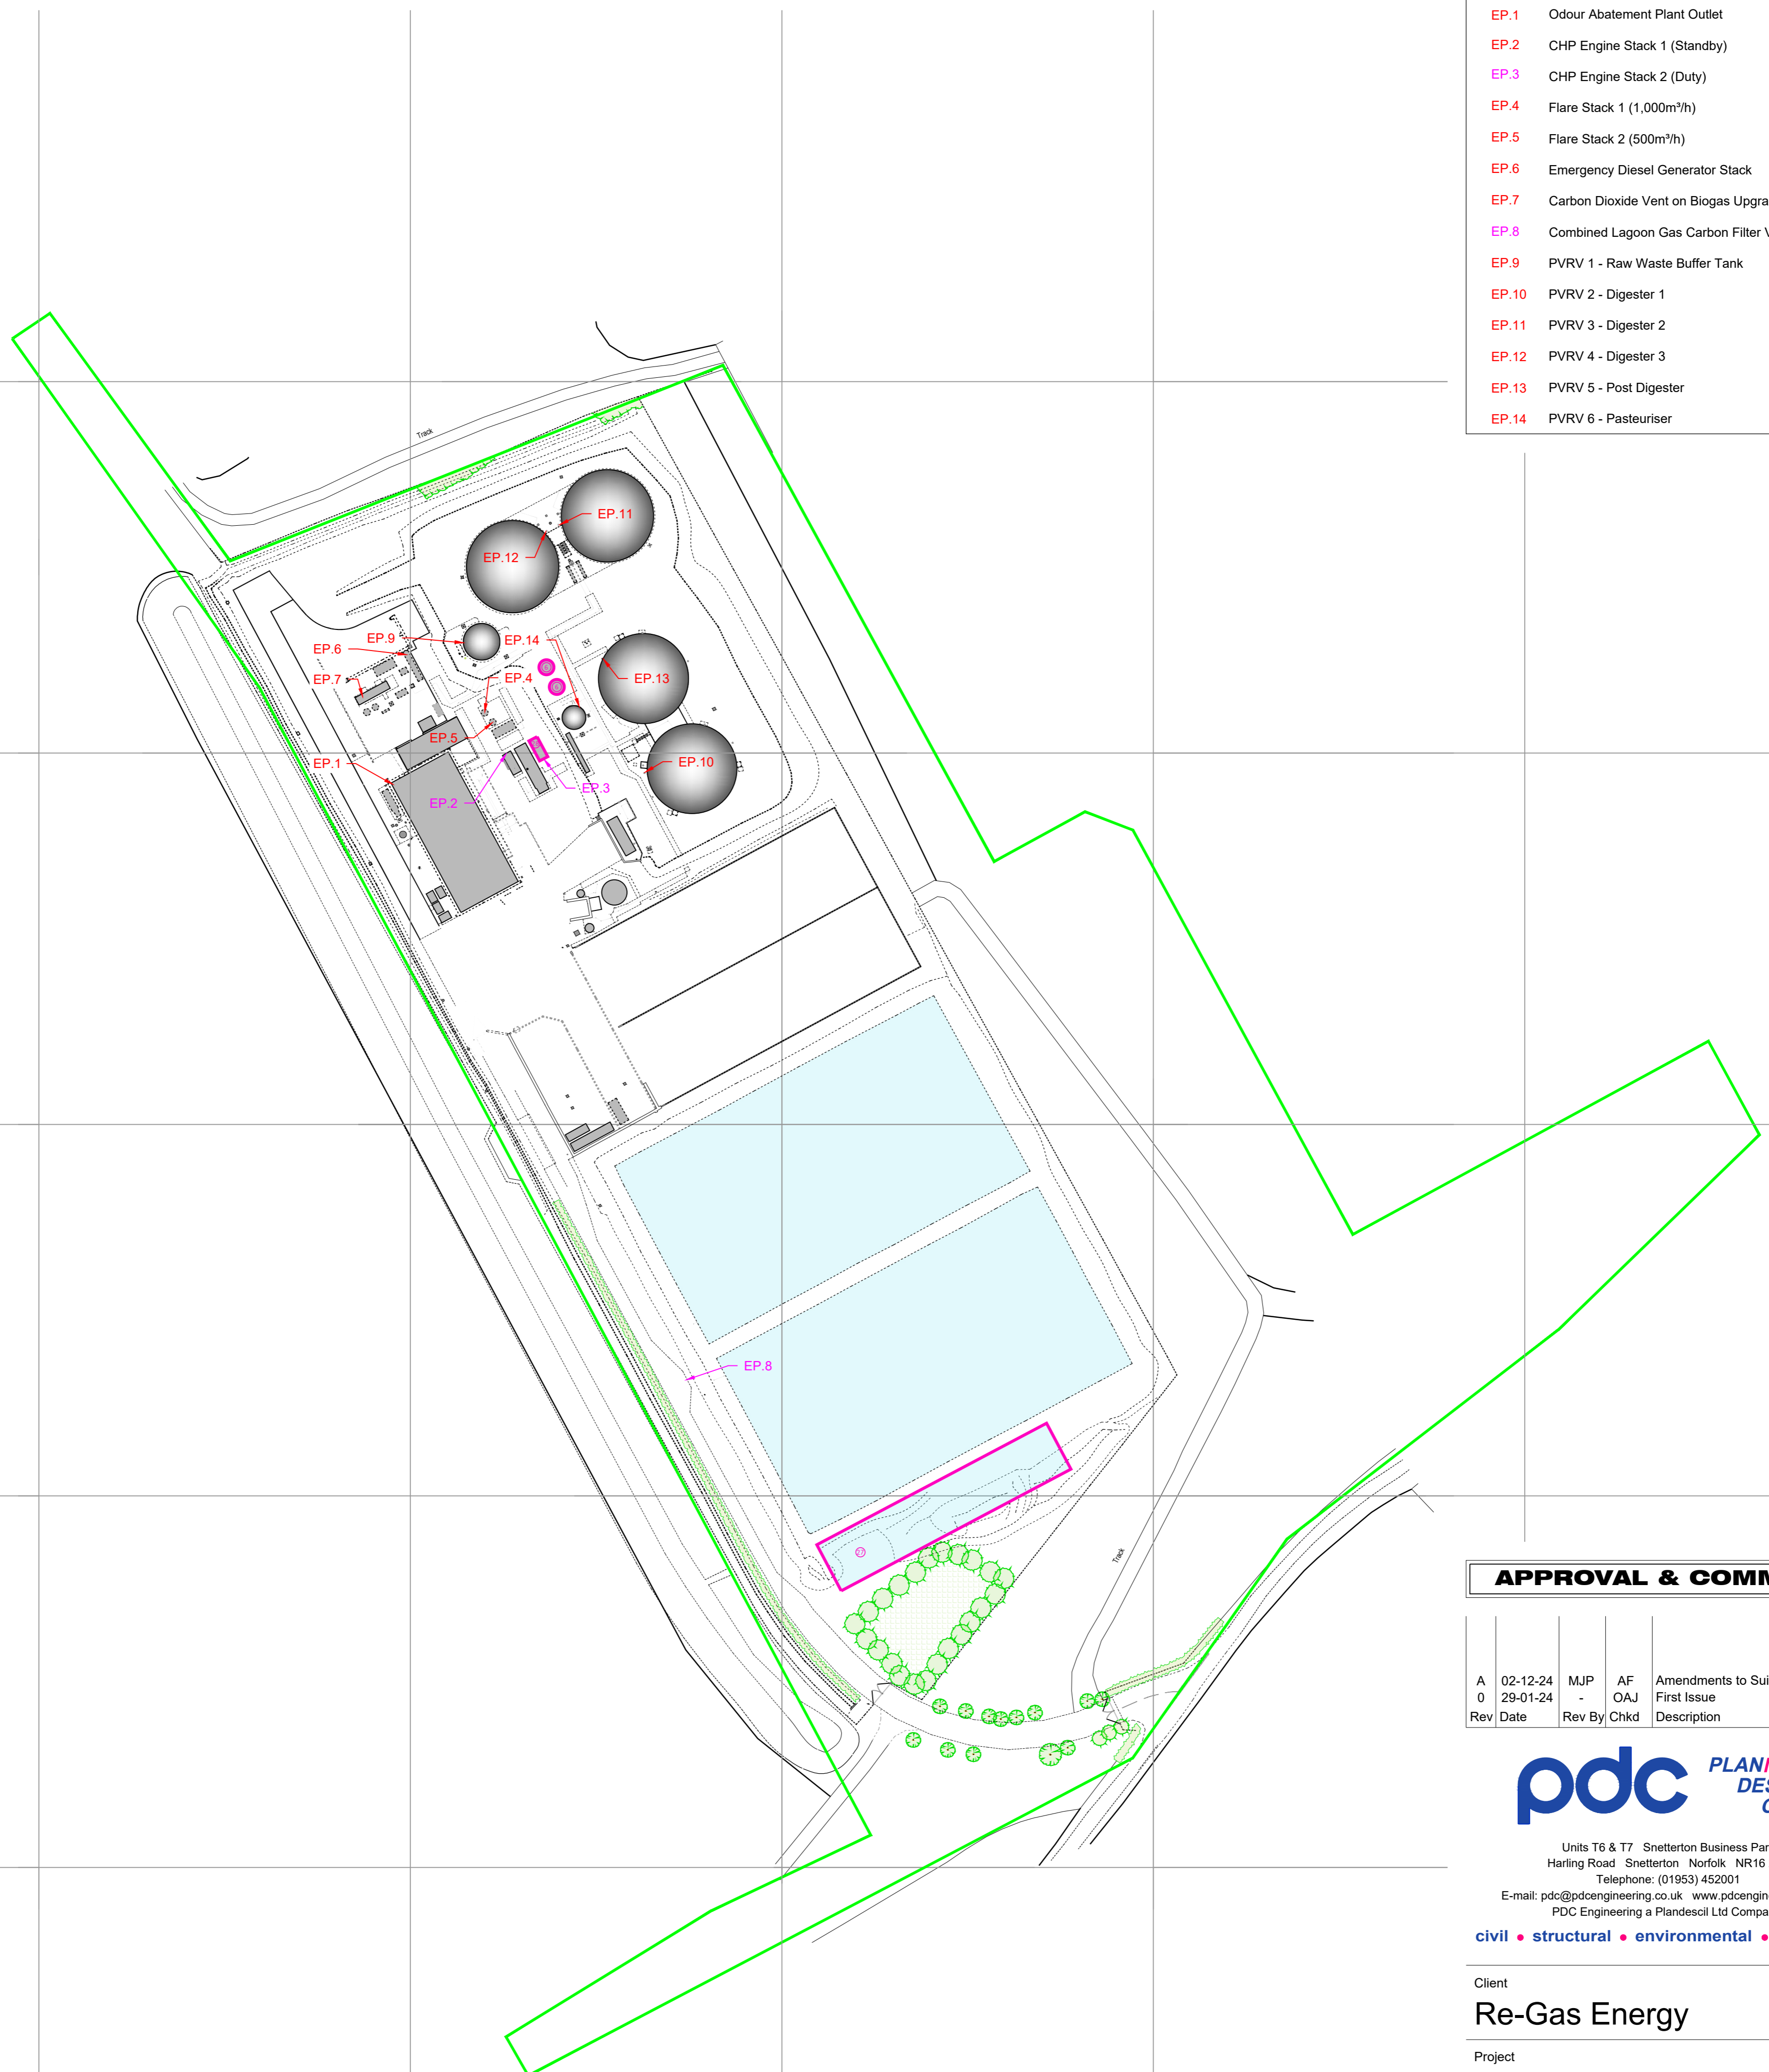 EP.1 Odour Abatement Plant Outlet
EP.2 CHP Engine Stack 1 (Standby)
EP.3 CHP Engine Stack 2 (Duty)
EP.4 Flare Stack 1 (1,000m³/h)
EP.5 Flare Stack 2 (500m³/h)
EP.6 Emergency Diesel Generator Stack
EP.7 Carbon Dioxide Vent on Biogas Upgra
EP.8 Combined Lagoon Gas Carbon Filter V
EP.9 PVRV 1 - Raw Waste Buffer Tank
EP.10 PVRV 2 - Digester 1
EP.11 PVRV 3 - Digester 2
EP.12 PVRV 4 - Digester 3
EP.13 PVRV 5 - Post Digester
EP.14 PVRV 6 - Pasteuriser
Track
EP.11
EP.12
EP.9
EP.14
EP.6
EP.7
EP.4
EP.13
EP.5
EP.1
EP.10
EP.3
EP.2
EP.8
27
Track
APPROVAL & COMM
A 02-12-24 MJP AF Amendments to Sui
0 29-01-24 - OAJ First Issue
Rev Date Rev By Chkd Description
pdc
PLAN
DES
C
Units T6 & T7 Snetterton Business Par
Harling Road Snetterton Norfolk NR16
Telephone: (01953) 452001
E-mail: pdc@pdcengineering.co.uk www.pdcengine
PDC Engineering a Plandescil Ltd Compa
civil • structural • environmental •
Client
Re-Gas Energy
Project